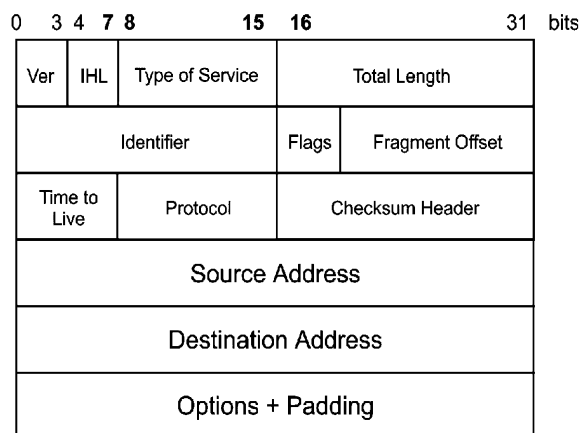 0 3 4 7 8 15 16 31 bits
Ver IHL Type of Service Total Length
Identifier Flags Fragment Offset
Time to
Live Protocol Checksum Header
Source Address
Destination Address
Options + Padding